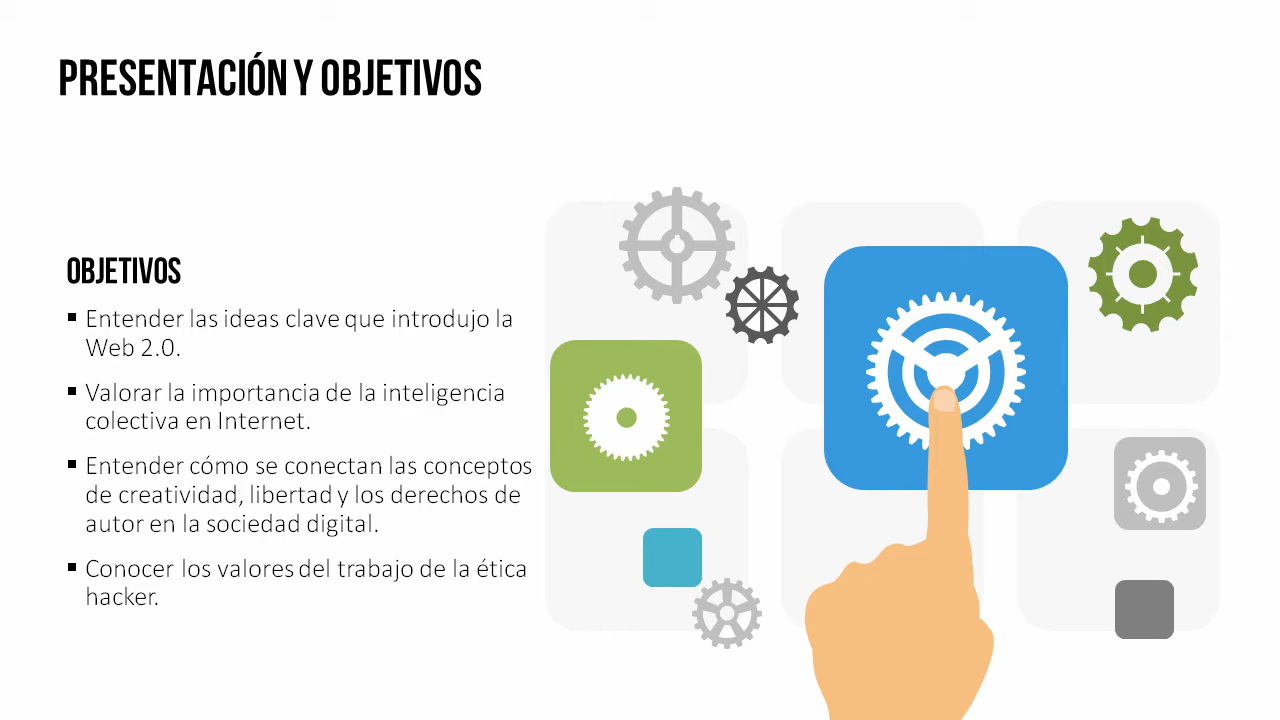 PRESENTACIÓN Y OBJETIVOS
OBJETIVOS
▪ Entender las ideas clave que introdujo la
Web 2.0.
▪ Valorar la importancia de la inteligencia
colectiva en Internet.
▪ Entender cómo se conectan las conceptos
de creatividad, libertad y los derechos de
autor en la sociedad digital.
▪ Conocer los valores del trabajo de la ética
hacker.